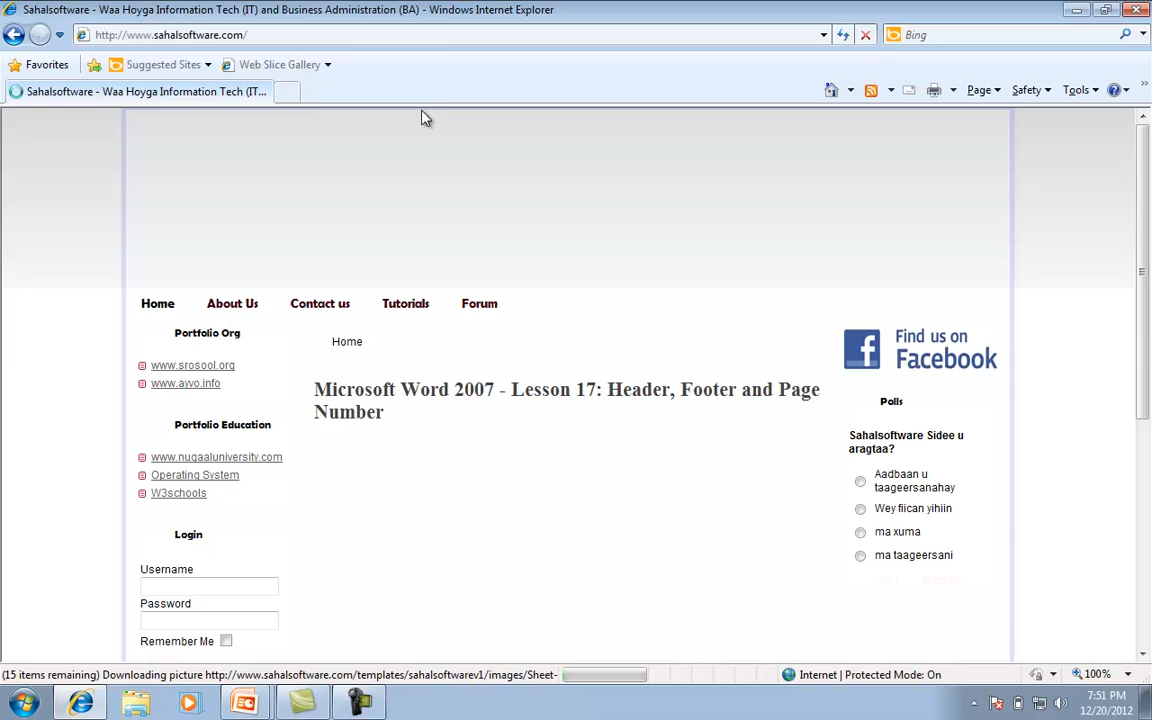 Sahalsoftware - Waa Hoyga Information Tech (IT) and Business Administration (BA) - Windows Internet Explorer
http://www.sahalsoftware.com/
Bing
Favorites
Suggested Sites
Web Slice Gallery
Sahalsoftware - Waa Hoyga Information Tech (IT...
Page
Safety
Tools
Home
About Us
Contact us
Tutorials
Forum
Portfolio Org
www.srosool.org
www.ayyo.info
Portfolio Education
www.nugaaluniversity.com
Operating System
W3schools
Login
Username
Password
Remember Me
Home
Microsoft Word 2007 - Lesson 17: Header, Footer and Page
Number
Find us on
Facebook
Polls
Sahalsoftware Sidee u
aragtaa?
Aadbaan u
taageersanahay
Wey fiican yihiin
ma xuma
ma taageersani
(15 items remaining) Downloading picture http://www.sahalsoftware.com/templates/sahalsoftwarev1/images/Sheet-
Internet | Protected Mode: On
100%
7:51 PM
12/20/2012